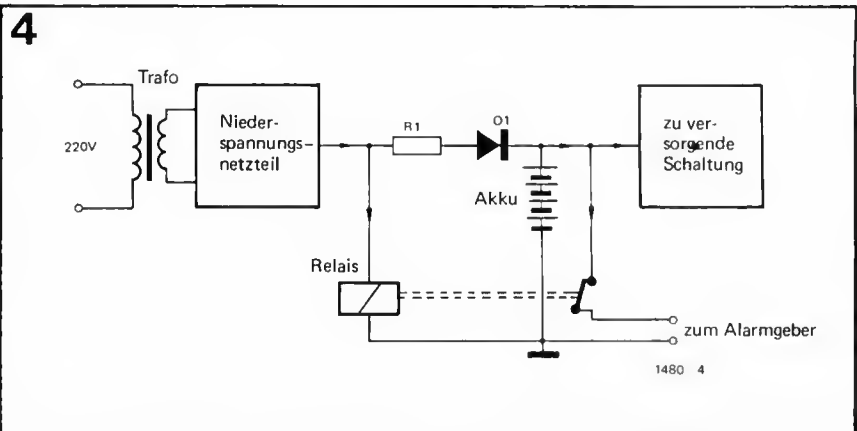 4
Trafo
220V
Nieder-
spannungs-
netzteil
R1
D1
Akku
zu ver-
sorgende
Schaltung
Relais
zum Alarmgeber
1480 4